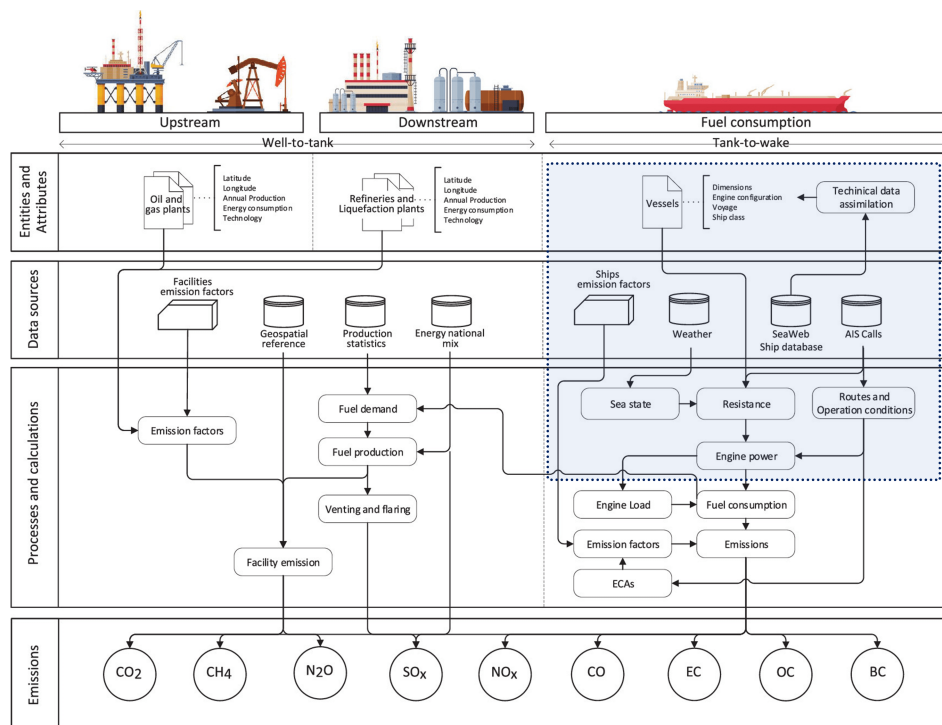 Upstream
Downstream
Fuel consumption
Well-to-tank
Tank-to-wake
Entities and
Attributes
Oil and
gas plants
Latitude
Longitude
Annual Production
Energy consumption
Technology
Refineries and
Liquefaction plants
Latitude
Longitude
Annual Production
Energy consumption
Technology
Vessels
Dimensions
Engine configuration
Voyage
Ship class
Techinical data
assimilation
Data sources
Facilities
emission factors
Geospatial
reference
Production
statistics
Energy national
mix
Ships
emission factors
Weather
SeaWeb
Ship database
AIS Calls
Processes and calculations
Fuel demand
Emission factors
Fuel production
Venting and flaring
Facility emission
Sea state
Resistance
Routes and
Operation conditions
Engine power
Engine Load
Fuel consumption
Emission factors
Emissions
ECAs
Emissions
CO2
CH4
N2O
SOx
NOx
CO
EC
OC
BC